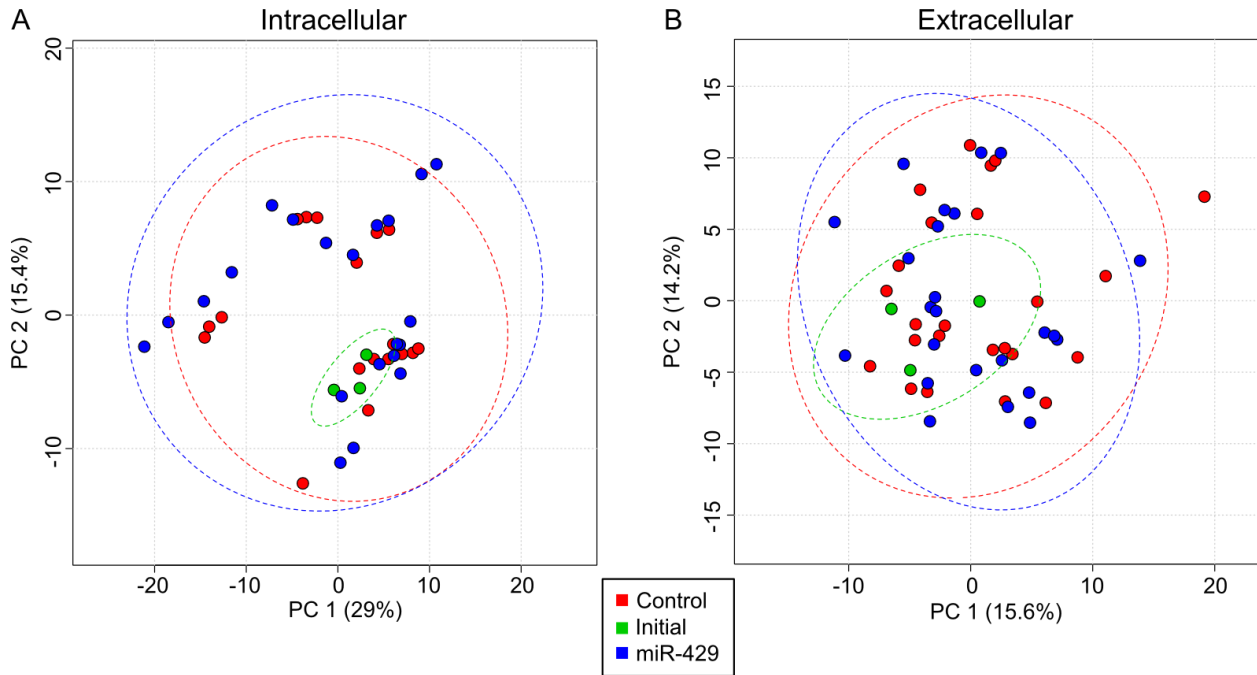 A
Intracellular
20
10
0
-10
PC 2 (15.4%)
-20
-10
0
10
20
PC 1 (29%)
B
Extracellular
15
10
5
0
-5
-10
-15
PC 2 (14.2%)
-10
0
10
20
PC 1 (15.6%)
Control
Initial
miR-429